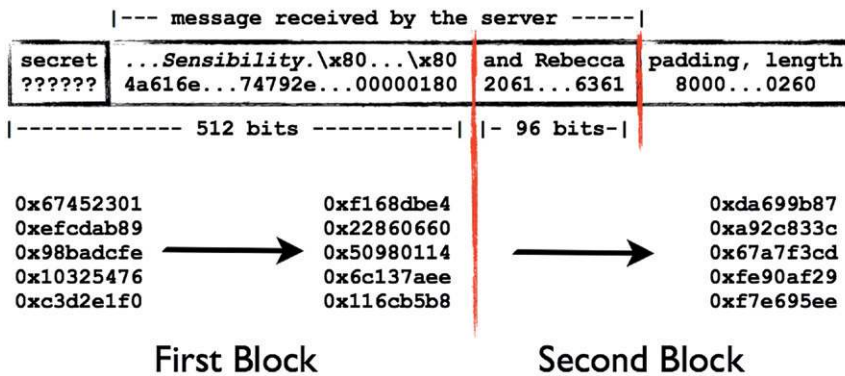 |--- message received by the server -----|
secret ...Sensibility.\x80...\x80 and Rebecca padding, length
?????? 4a616e...74792e...00000180 2061...6361 8000...0260
|------------ 512 bits -----------| |- 96 bits-|
0x67452301 0xf168dbe4 0xda699b87
0xefcdab89 0x22860660 0xa92c833c
0x98badcfe 0x50980114 0x67a7f3cd
0x10325476 0x6c137aee 0xfe90af29
0xc3d2e1f0 0x116cb5b8 0xf7e695ee
First Block Second Block